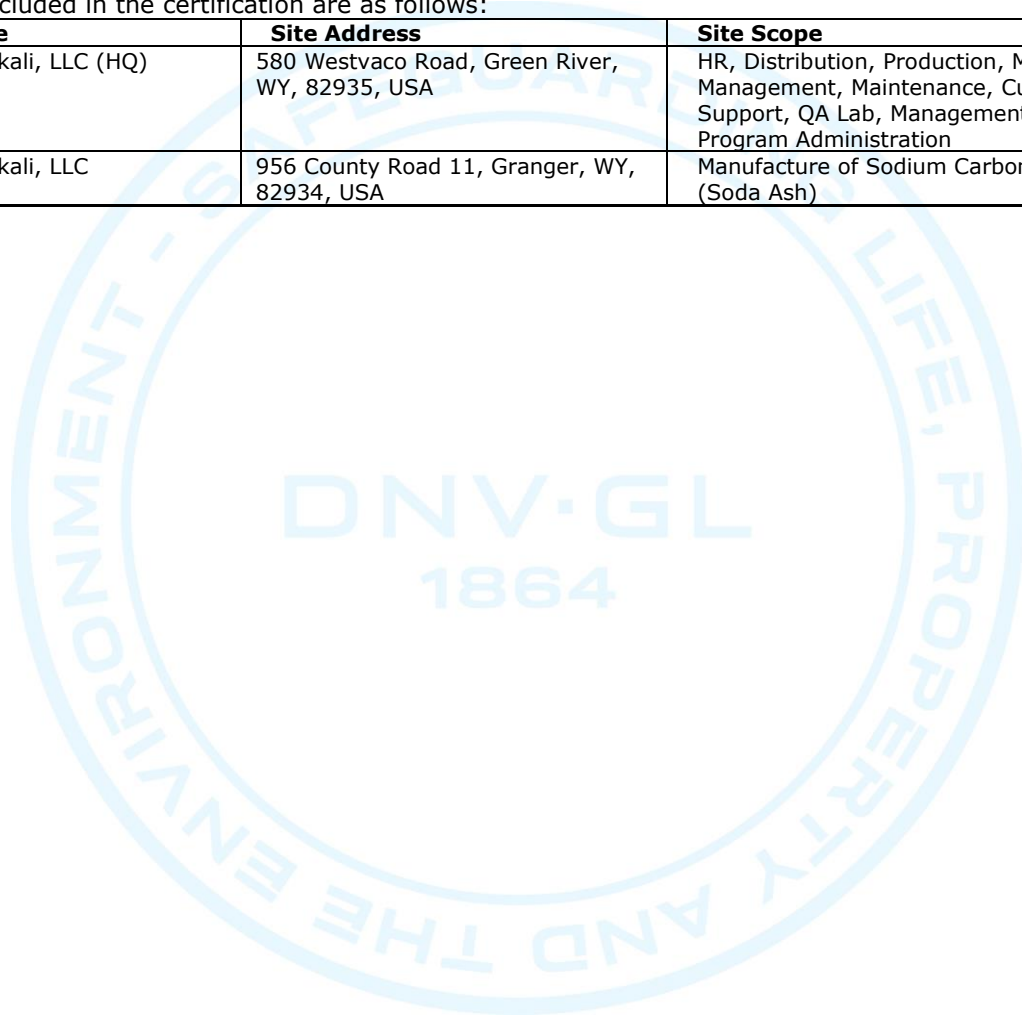 cluded in the certification are as follows:
e Site Address Site Scope
kali, LLC (HQ) 580 Westvaco Road, Green River, HR, Distribution, Production, M
WY, 82935, USA Management, Maintenance, Cu
Support, QA Lab, Management
Program Administration
kali, LLC 956 County Road 11, Granger, WY, Manufacture of Sodium Carbon
82934, USA (Soda Ash)
SAFEGUARDING LIFE, PROPERTY AND THE ENVIRONMENT -
DNV·GL
1864